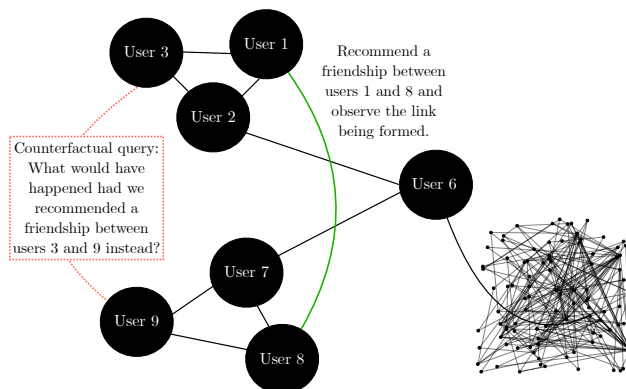 User 1
User 3
Recommend a
friendship between
users 1 and 8 and
observe the link
being formed.
User 2
Counterfactual query:
What would have
happened had we
recommended a
friendship between
users 3 and 9 instead?
User 6
User 7
User 9
User 8